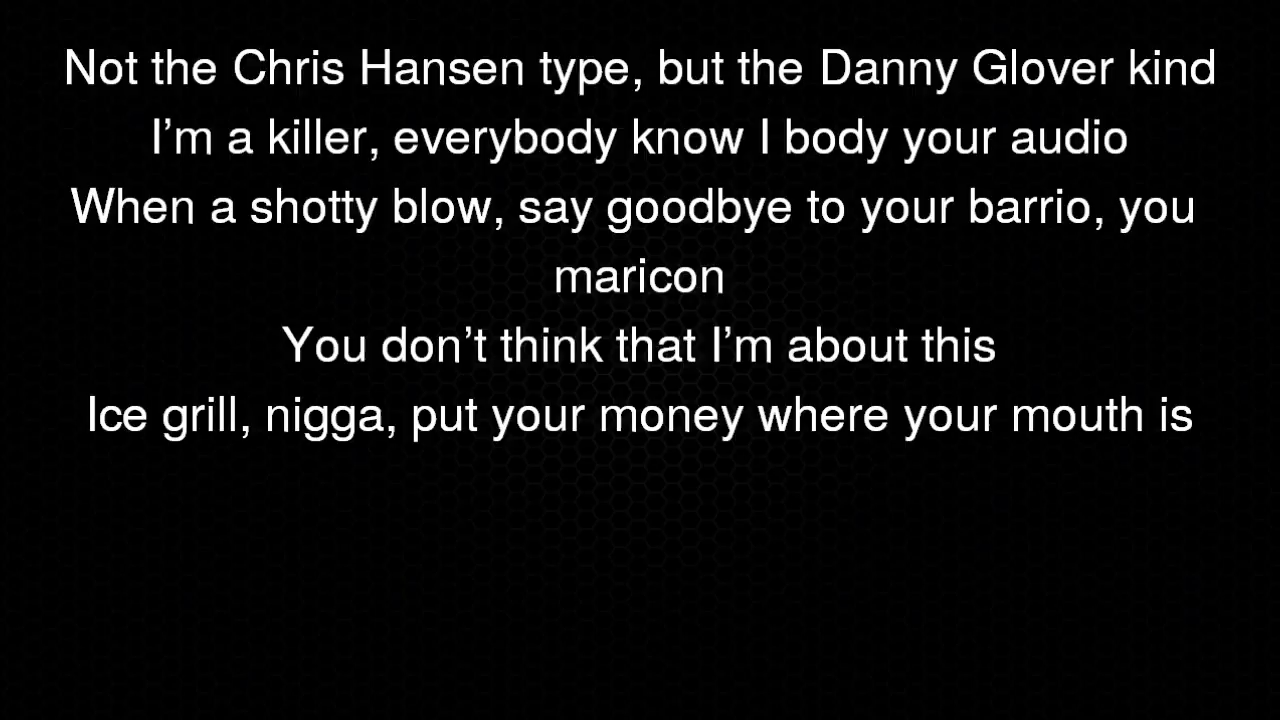 Not the Chris Hansen type, but the Danny Glover kind
I’m a killer, everybody know I body your audio
When a shotty blow, say goodbye to your barrio, you
maricon
You don’t think that I’m about this
Ice grill, nigga, put your money where your mouth is